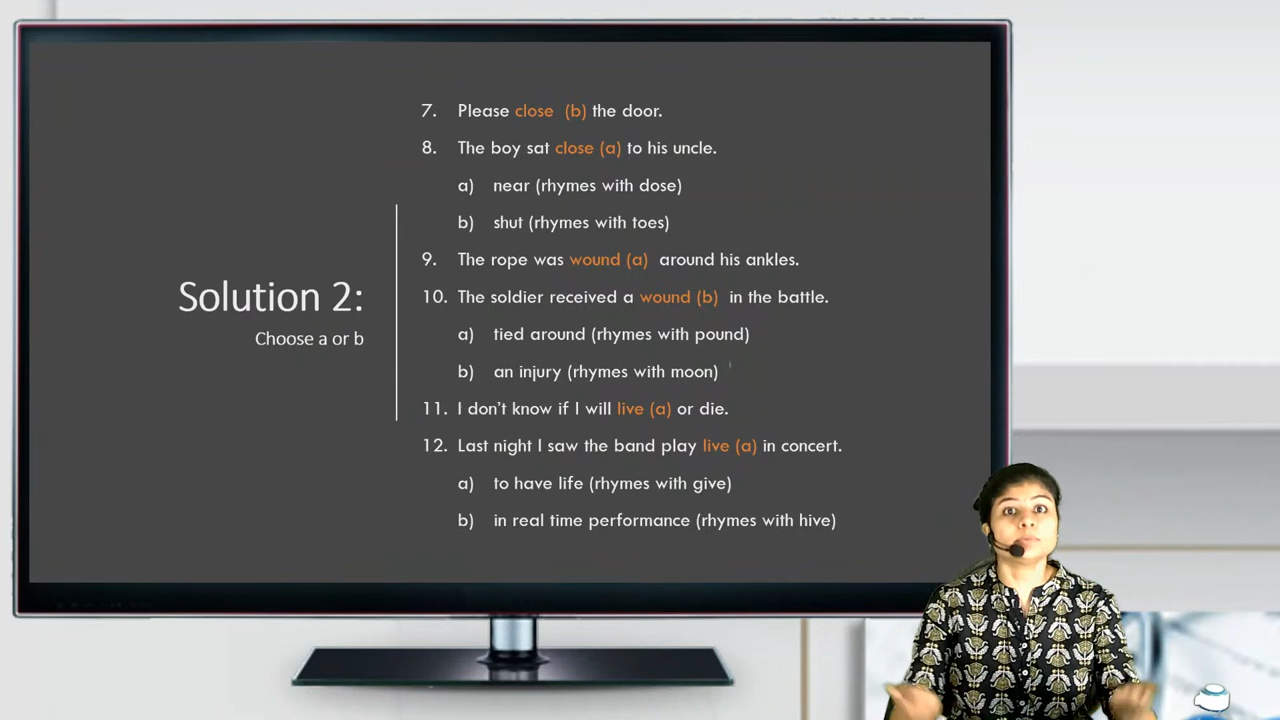 7. Please close (b) the door.
8. The boy sat close (a) to his uncle.
a) near (rhymes with dose)
b) shut (rhymes with toes)
9. The rope was wound (a) around his ankles.
10. The soldier received a wound (b) in the battle.
a) tied around (rhymes with pound)
b) an injury (rhymes with moon)
11. I don't know if I will live (a) or die.
12. Last night I saw the band play live (a) in concert.
a) to have life (rhymes with give)
b) in real time performance (rhymes with hive)
Solution 2:
Choose a or b